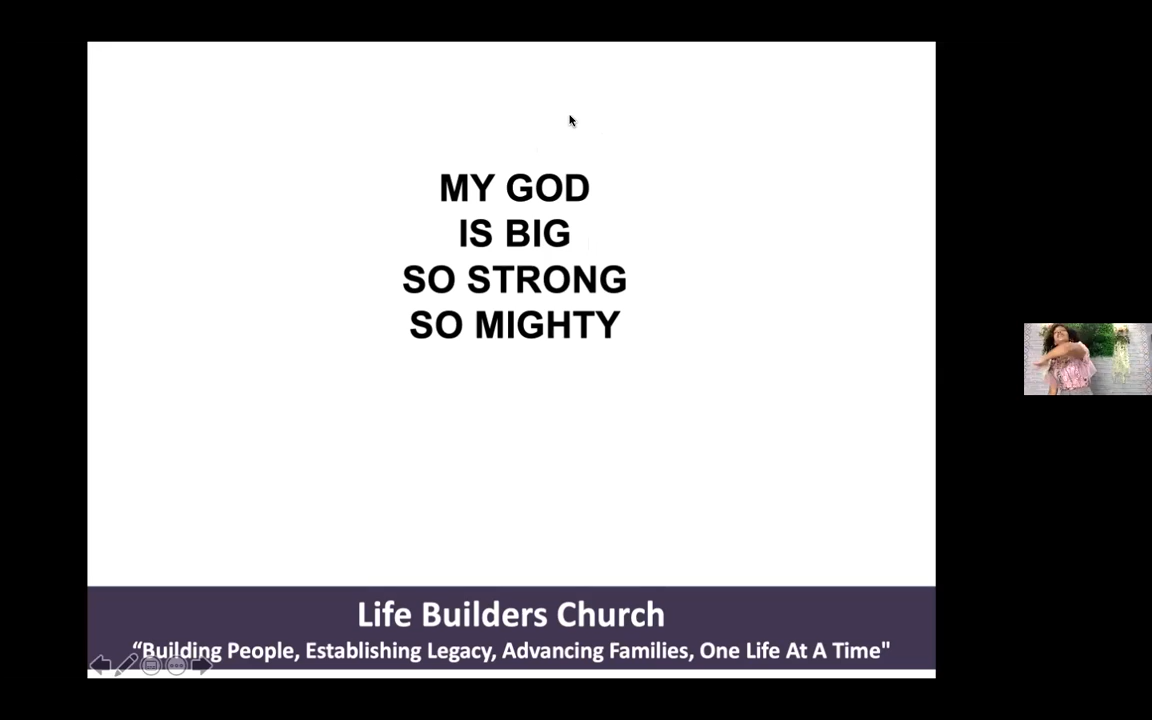 MY GOD
IS BIG
SO STRONG
SO MIGHTY
Life Builders Church
“Building People, Establishing Legacy, Advancing Families, One Life At A Time"